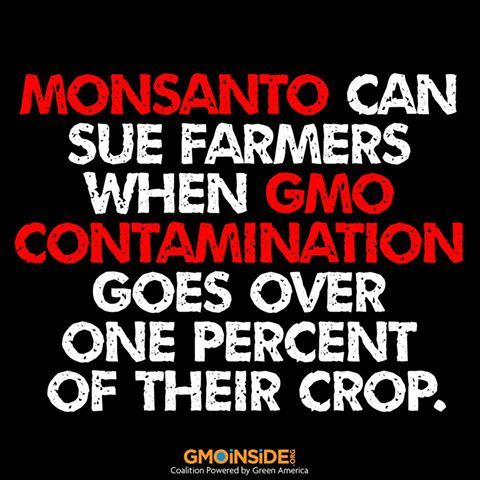 MONSANTO CAN
SUE FARMERS
WHEN GMO
CONTAMINATION
GOES OVER
ONE PERCENT
OF THEIR CROP.
GMOiNSiDE.ORG
Coalition Powered by Green America